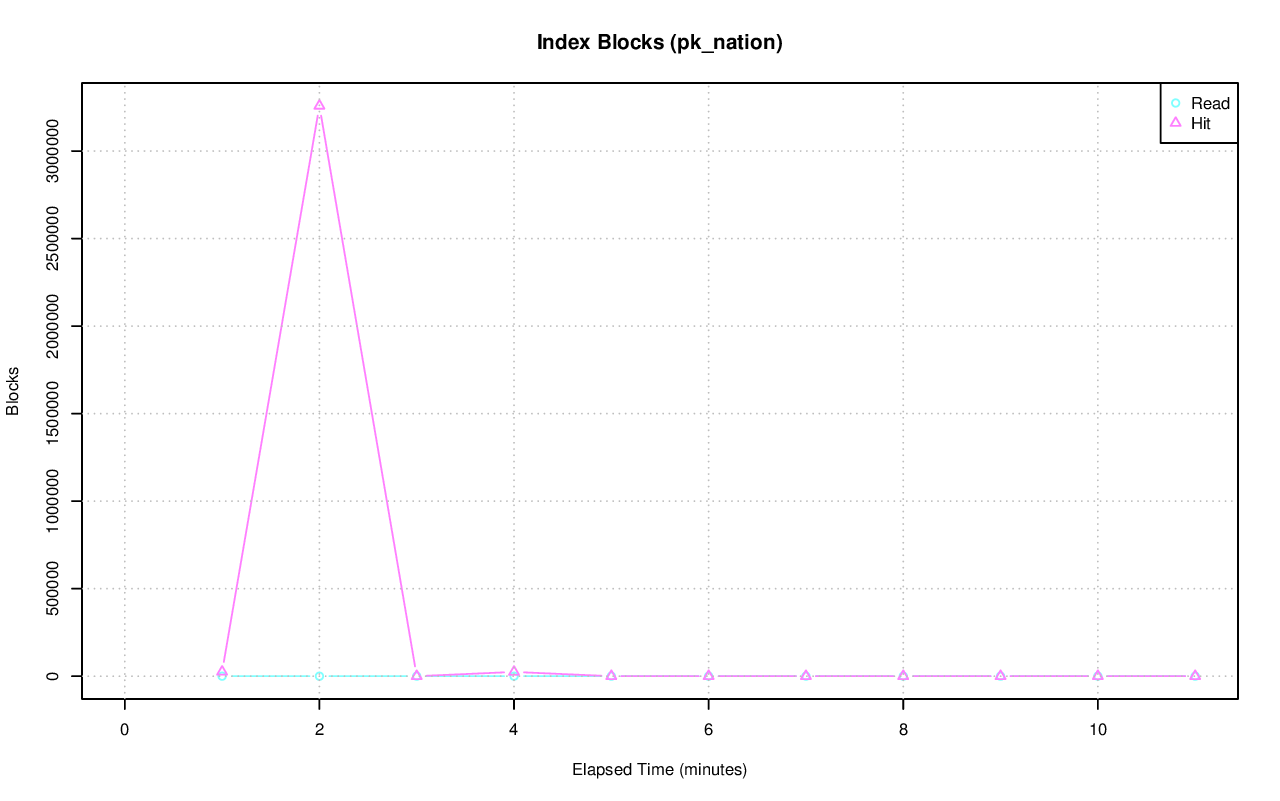 Index Blocks (pk_nation)
Read
Hit
Blocks
3000000
2500000
2000000
1500000
1000000
500000
0
0 2 4 6 8 10
Elapsed Time (minutes)